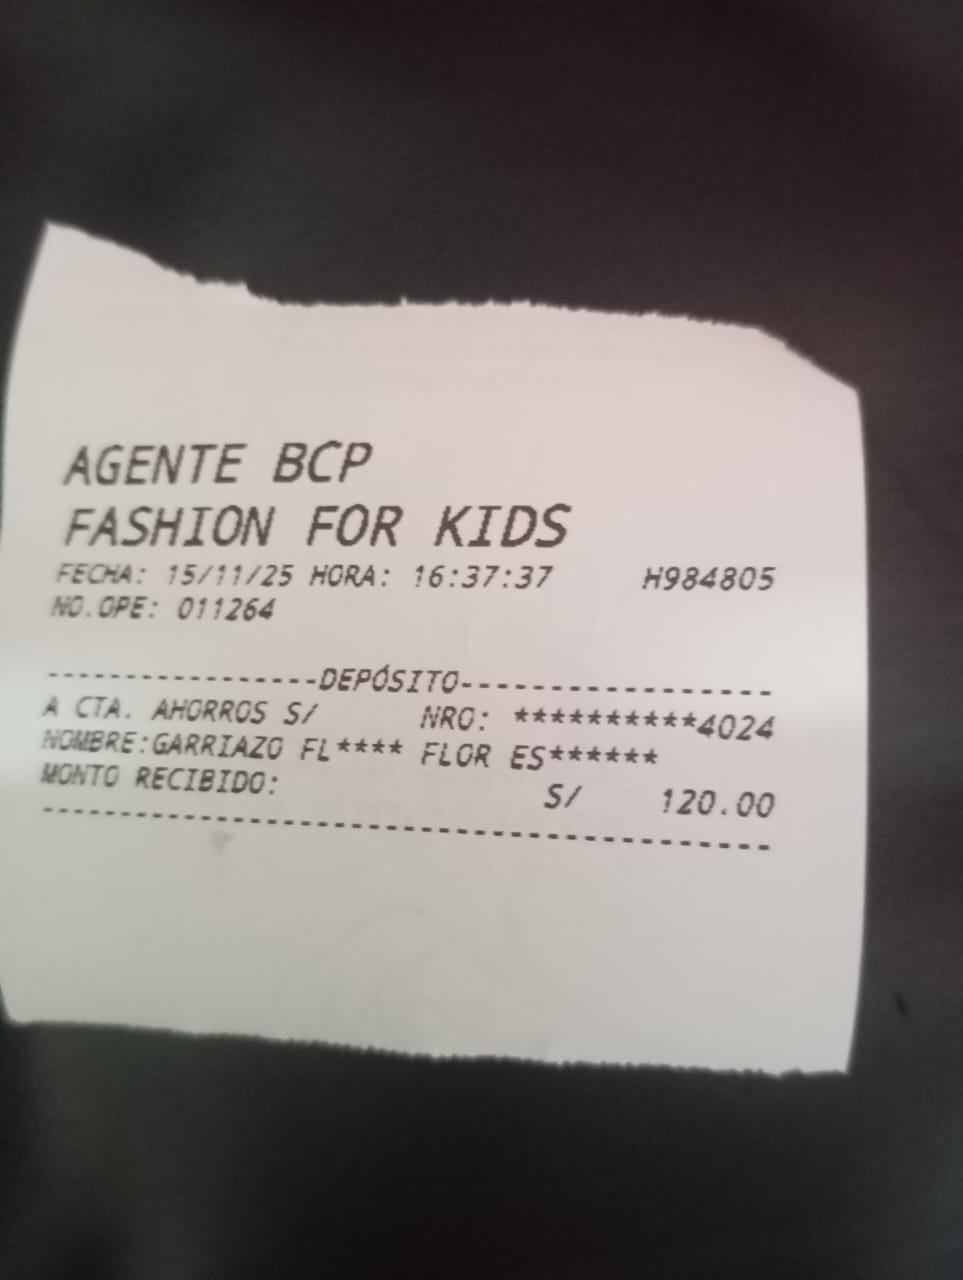 AGENTE BCP
FASHION FOR KIDS
FECHA: 15/11/25 HORA: 16:37:37 H984805
NO.OPE: 011264
-----------------DEPÓSITO-----------------
A CTA. AHORROS S/ NRO: **********4024
NOMBRE:GARRIAZO FL**** FLOR ES******
MONTO RECIBIDO: S/ 120.00